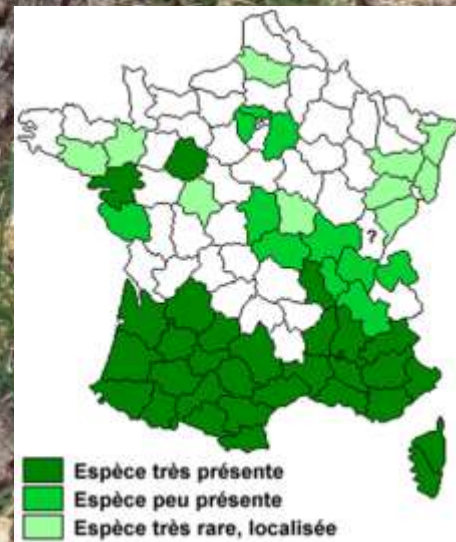 ?
Espèce très présente
Espèce peu présente
Espèce très rare, localisée